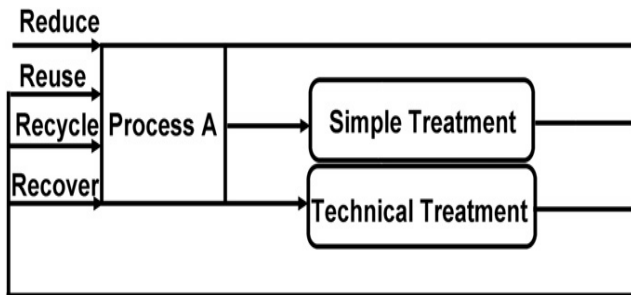 Reduce
Reuse
Recycle
Process A
Simple Treatment
Recover
Technical Treatment